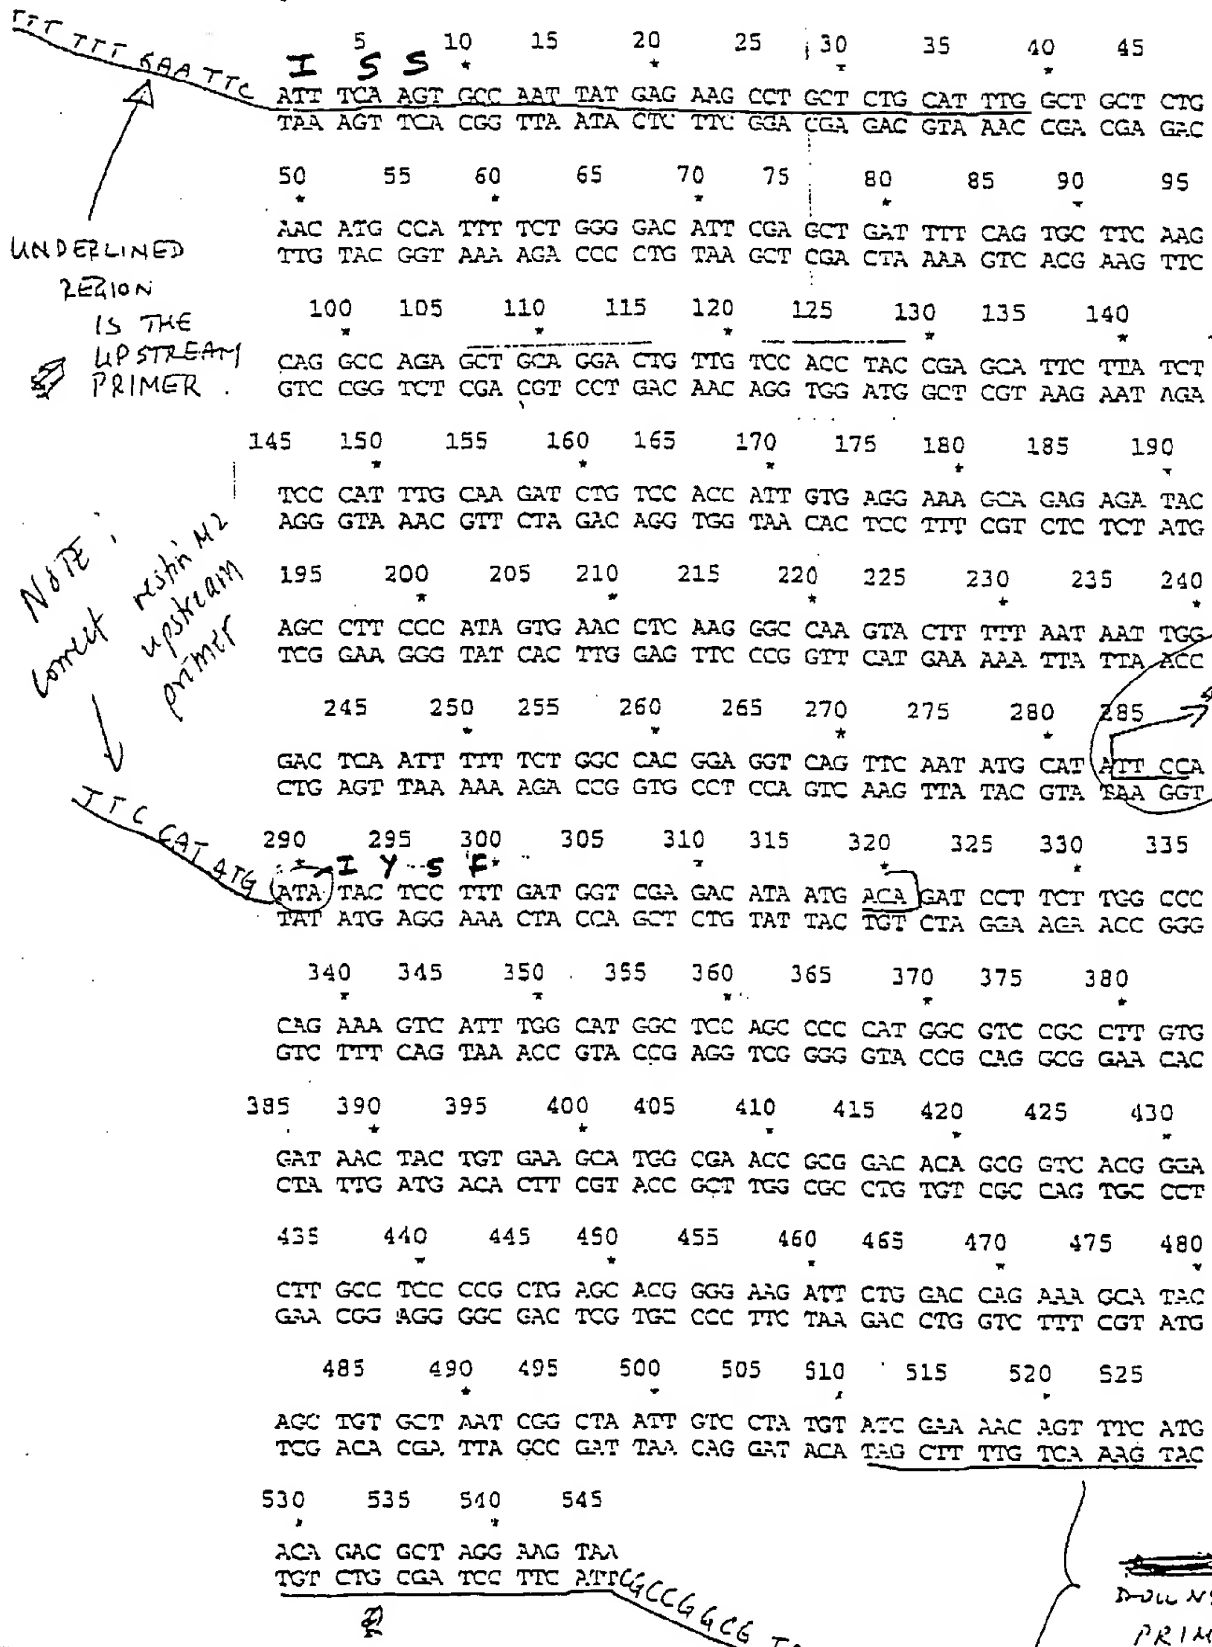 TTT TTT GAA TTC
5 10 15 20 25 30 35 40 45
I S S
ATT TCA AGT GCC AAT TAT GAG AAG CCT GCT CTG CAT TTG GCT GCT CTG
TAA AGT TCA CGG TTA ATA CTC TTC GGA CGA GAC GTA AAC CGA CGA GAC
50 55 60 65 70 75 80 85 90 95
AAC ATG CCA TTT TCT GGG GAC ATT CGA GCT GAT TTT CAG TGC TTC AAG
TTG TAC GGT AAA AGA CCC CTG TAA GCT CGA CTA AAA GTC ACG AAG TTC
UNDERLINED
REGION
IS THE
UPSTREAM
PRIMER.
100 105 110 115 120 125 130 135 140
CAG GCC AGA GCT GCA GGA CTG TTG TCC ACC TAC CGA GCA TTC TTA TCT
GTC CGG TCT CGA CGT CCT GAC AAC AGG TGG ATG GCT CGT AAG AAT AGA
145 150 155 160 165 170 175 180 185 190
TCC CAT TTG CAA GAT CTG TCC ACC ATT GTG AGG AAA GCA GAG AGA TAC
AGG GTA AAC GTT CTA GAC AGG TGG TAA CAC TCC TTT CGT CTC TCT ATG
NOTE:
correct restin M2
upstream
primer
195 200 205 210 215 220 225 230 235 240
AGC CTT CCC ATA GTG AAC CTC AAG GGC CAA GTA CTT TTT AAT AAT TGG
TCG GAA GGG TAT CAC TTG GAG TTC CCG GTT CAT GAA AAA TTA TTA ACC
245 250 255 260 265 270 275 280 285
GAC TCA ATT TTT TCT GGC CAC GGA GGT CAG TTC AAT ATG CAT ATT CCA
CTG AGT TAA AAA AGA CCG GTG CCT CCA GTC AAG TTA TAC GTA TAA GGT
TTC CAT ATG
290 295 300 305 310 315 320 325 330 335
I Y S F
ATA TAC TCC TTT GAT GGT CGA GAC ATA ATG ACA GAT CCT TCT TGG CCC
TAT ATG AGG AAA CTA CCA GCT CTG TAT TAC TGT CTA GGA AGA ACC GGG
340 345 350 355 360 365 370 375 380
CAG AAA GTC ATT TGG CAT GGC TCC AGC CCC CAT GGC GTC CGC CTT GTG
GTC TTT CAG TAA ACC GTA CCG AGG TCG GGG GTA CCG CAG GCG GAA CAC
385 390 395 400 405 410 415 420 425 430
GAT AAC TAC TGT GAA GCA TGG CGA ACC GCG GAC ACA GCG GTC ACG GGA
CTA TTG ATG ACA CTT CGT ACC GCT TGG CGC CTG TGT CGC CAG TGC CCT
435 440 445 450 455 460 465 470 475 480
CTT GCC TCC CCG CTG AGC ACG GGG AAG ATT CTG GAC CAG AAA GCA TAC
GAA CGG AGG GGC GAC TCG TGC CCC TTC TAA GAC CTG GTC TTT CGT ATG
485 490 495 500 505 510 515 520 525
AGC TGT GCT AAT CGG CTA ATT GTC CTA TGT ATC GAA AAC AGT TTC ATG
TCG ACA CGA TTA GCC GAT TAA CAG GAT ACA TAG CTT TTG TCA AAG TAC
530 535 540 545
ACA GAC GCT AGG AAG TAA
TGT CTG CGA TCC TTC ATT CGCCGGCG
PRIM